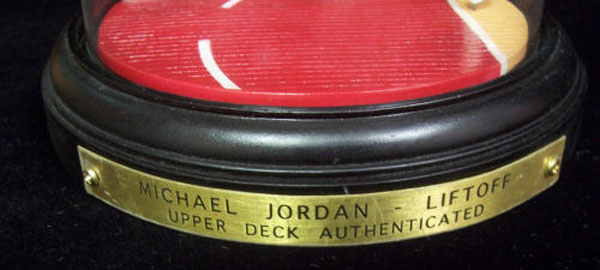 MICHAEL JORDAN - LIFTOFF
UPPER DECK AUTHENTICATED